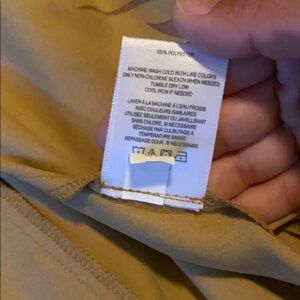 100% POLYESTER
MACHINE WASH COLD WITH LIKE COLORS
ONLY NON-CHLORINE BLEACH WHEN NEEDED
TUMBLE DRY LOW
COOL IRON IF NEEDED
LAVER À LA MACHINE À L'EAU FROIDE
AVEC COULEURS SIMILAIRES
UTILISEZ SEULEMENT DU JAVELLISANT
SANS CHLORE, SI NÉCESSAIRE
SÉCHAGE PAR CULBUTAGE À
TEMPÉRATURE BASSE
REPASSAGE DOUX, SI NÉCESSAIRE